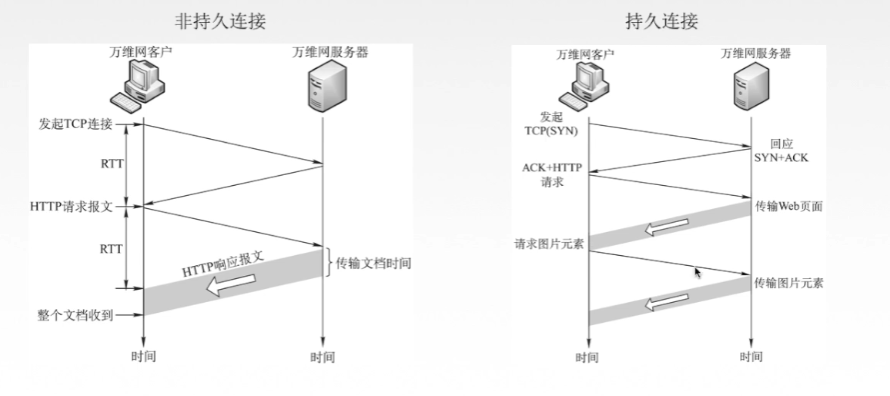 非持久连接
万维网客户
万维网服务器
发起TCP连接
RTT
HTTP请求报文
RTT
HTTP响应报文
传输文档时间
整个文档收到
时间
时间
持久连接
万维网客户
万维网服务器
发起
TCP(SYN)
回应
SYN+ACK
ACK+HTTP
请求
传输Web页面
请求图片元素
传输图片元素
时间
时间